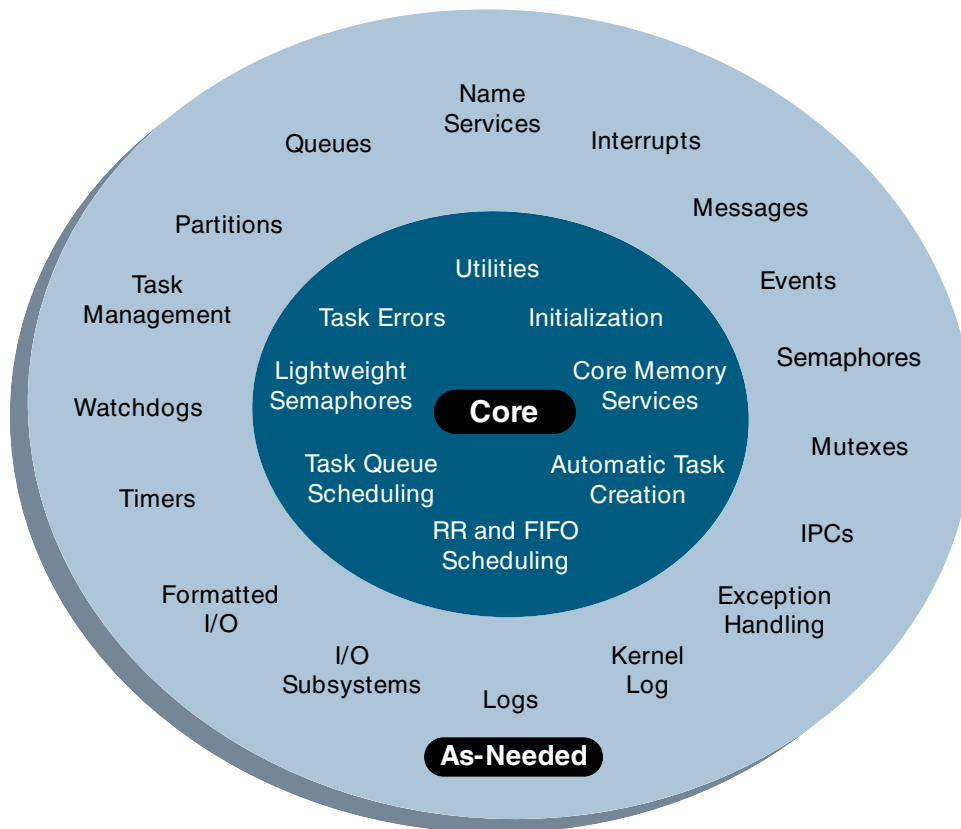 Name
Services
Queues
Interrupts
Messages
Partitions
Events
Task
Management
Semaphores
Watchdogs
Mutexes
Timers
IPCs
Formatted
I/O
Exception
Handling
I/O
Subsystems
Kernel
Log
Logs
As-Needed
Utilities
Task Errors
Initialization
Lightweight
Semaphores
Core Memory
Services
Core
Task Queue
Scheduling
Automatic Task
Creation
RR and FIFO
Scheduling